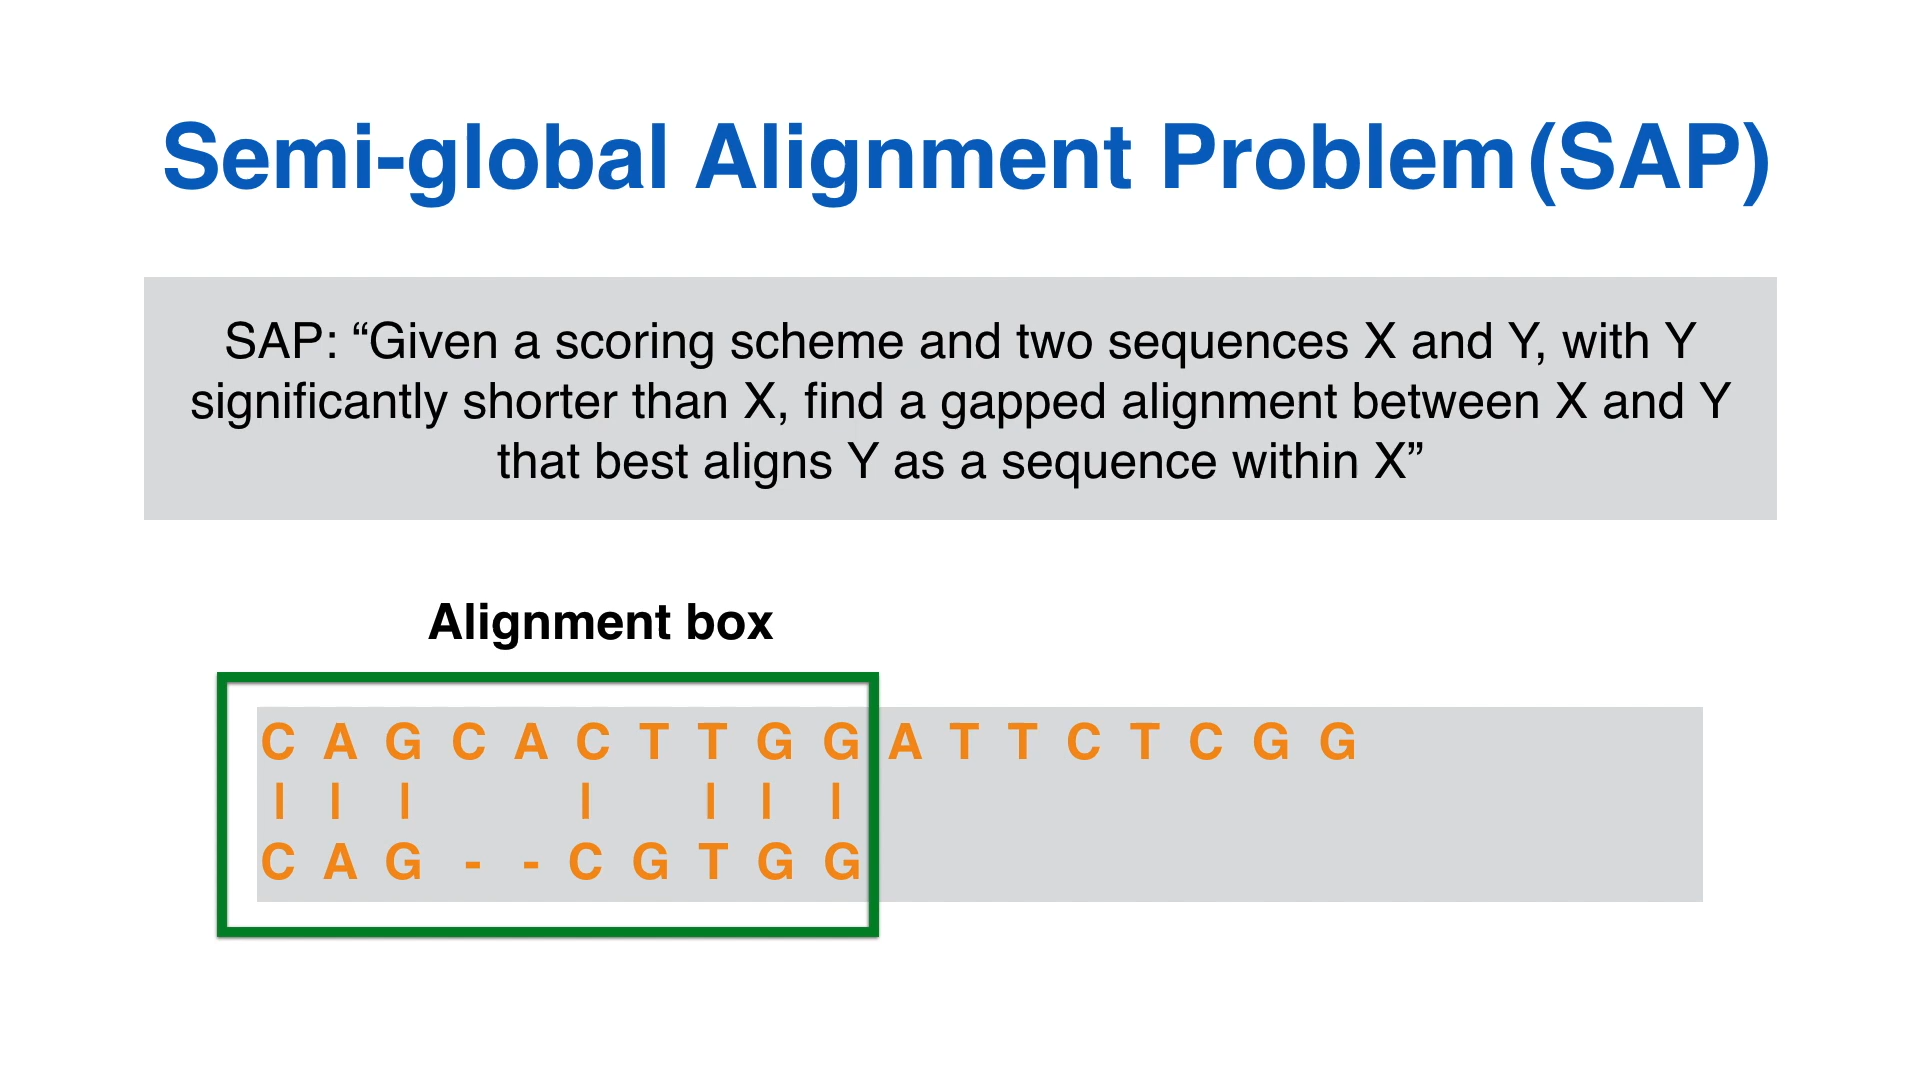 Semi-global Alignment Problem (SAP)
SAP: “Given a scoring scheme and two sequences X and Y, with Y
significantly shorter than X, find a gapped alignment between X and Y
that best aligns Y as a sequence within X”
Alignment box
C A G C A C T T G G A T T C T C G G
| | | | | | |
C A G - - C G T G G